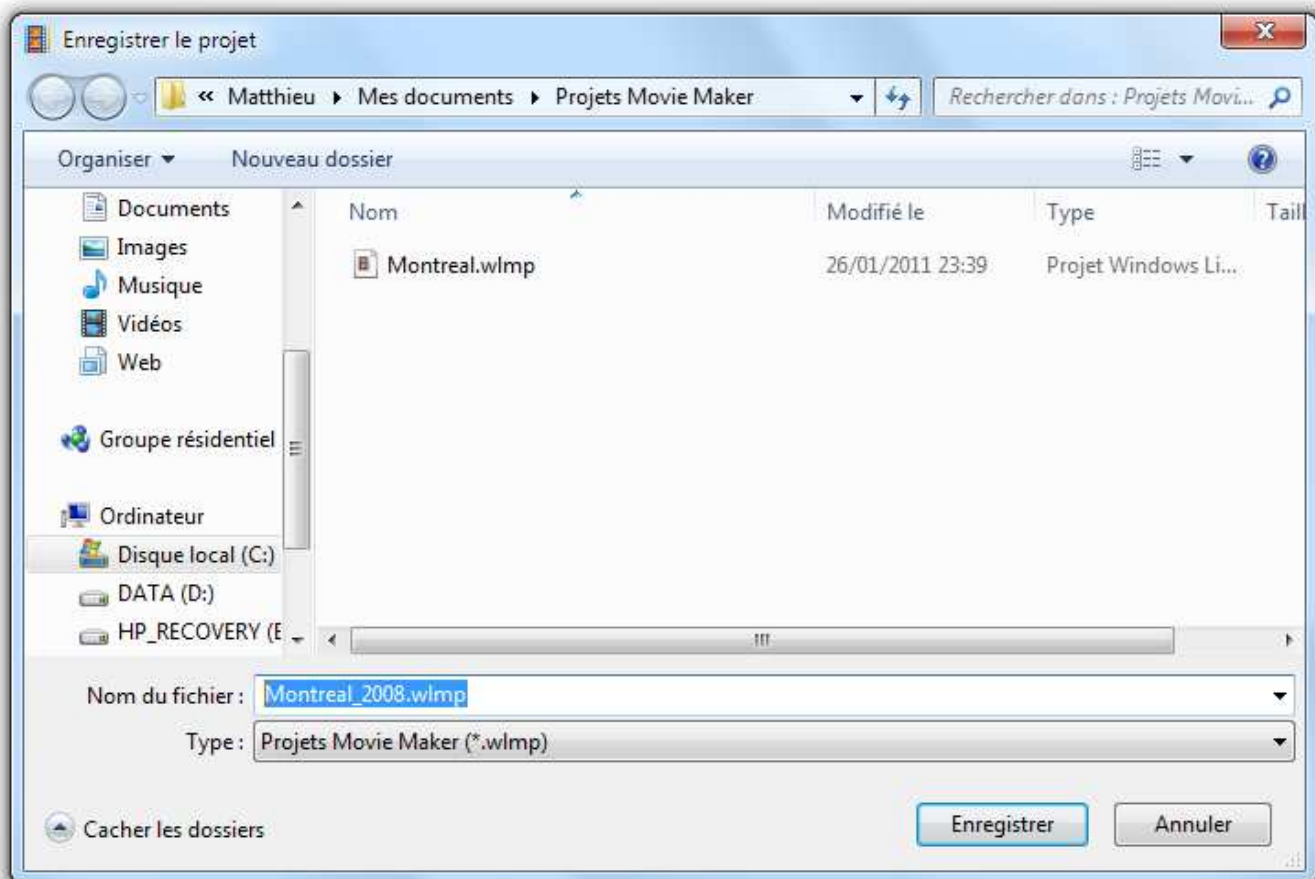 Enregistrer le projet
« Matthieu ▸ Mes documents ▸ Projets Movie Maker
Rechercher dans : Projets Movi...
Organiser Nouveau dossier
Documents
Images
Musique
Vidéos
Web
Groupe résidentiel
Ordinateur
Disque local (C:)
DATA (D:)
HP_RECOVERY (E
Nom Modifié le Type Taill
Montreal.wlmp 26/01/2011 23:39 Projet Windows Li...
Nom du fichier : Montreal_2008.wlmp
Type : Projets Movie Maker (*.wlmp)
Cacher les dossiers Enregistrer Annuler